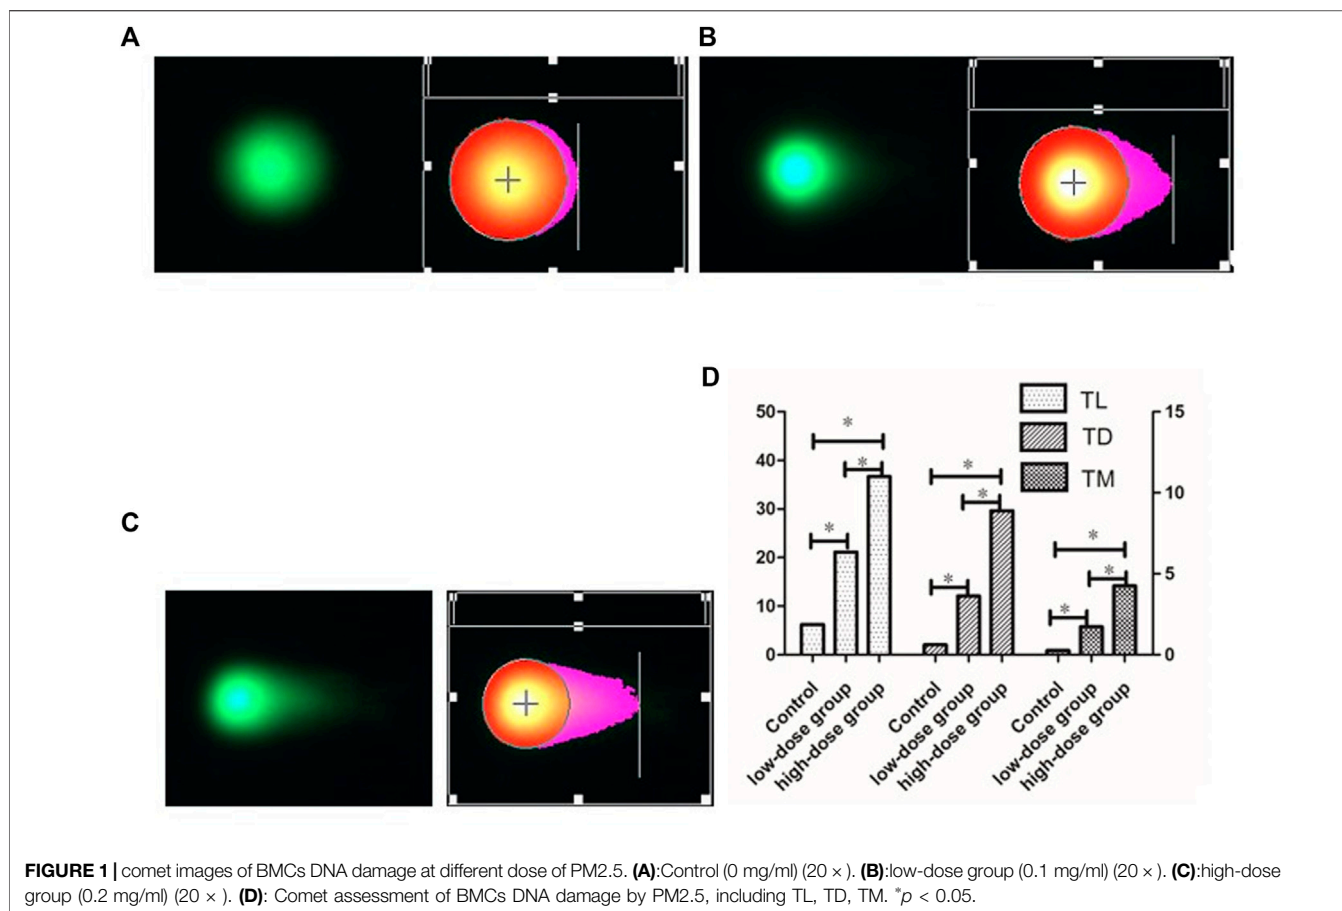 A
B
C
D
50
40
30
20
10
0
TL
TD
TM
15
10
5
0
* * *
* * *
* * *
Control
low-dose group
high-dose group
Control
low-dose group
high-dose group
Control
low-dose group
high-dose group
FIGURE 1 | comet images of BMCs DNA damage at different dose of PM2.5. (A):Control (0 mg/ml) (20 ×). (B):low-dose group (0.1 mg/ml) (20 ×). (C):high-dose
group (0.2 mg/ml) (20 ×). (D): Comet assessment of BMCs DNA damage by PM2.5, including TL, TD, TM. *p < 0.05.